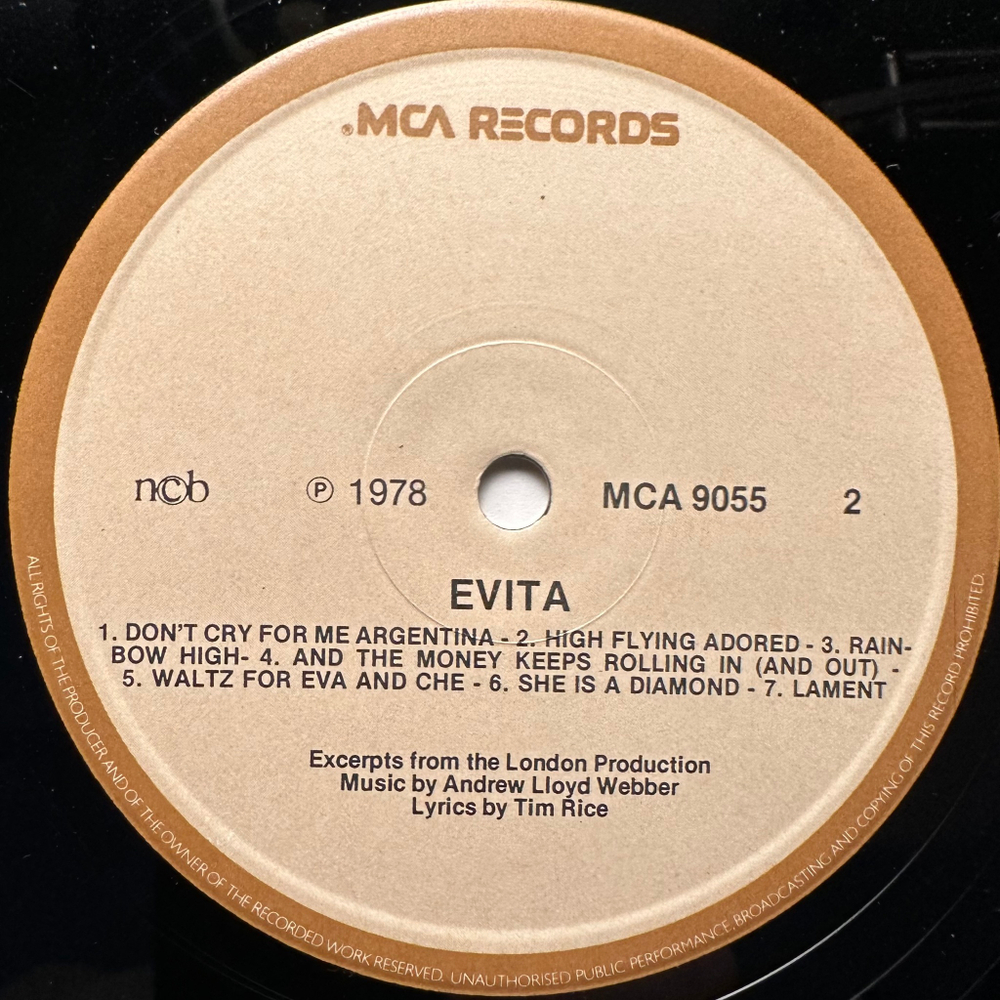 ® MCA RECORDS
ncb ℗ 1978 MCA 9055 2
EVITA
1. DON'T CRY FOR ME ARGENTINA - 2. HIGH FLYING ADORED - 3. RAIN-
BOW HIGH- 4. AND THE MONEY KEEPS ROLLING IN (AND OUT) -
5. WALTZ FOR EVA AND CHE - 6. SHE IS A DIAMOND - 7. LAMENT
Excerpts from the London Production
Music by Andrew Lloyd Webber
Lyrics by Tim Rice
ALL RIGHTS OF THE PRODUCER AND OF THE OWNER OF THE RECORDED WORK RESERVED. UNAUTHORISED PUBLIC PERFORMANCE, BROADCASTING AND COPYING OF THIS RECORD PROHIBITED.